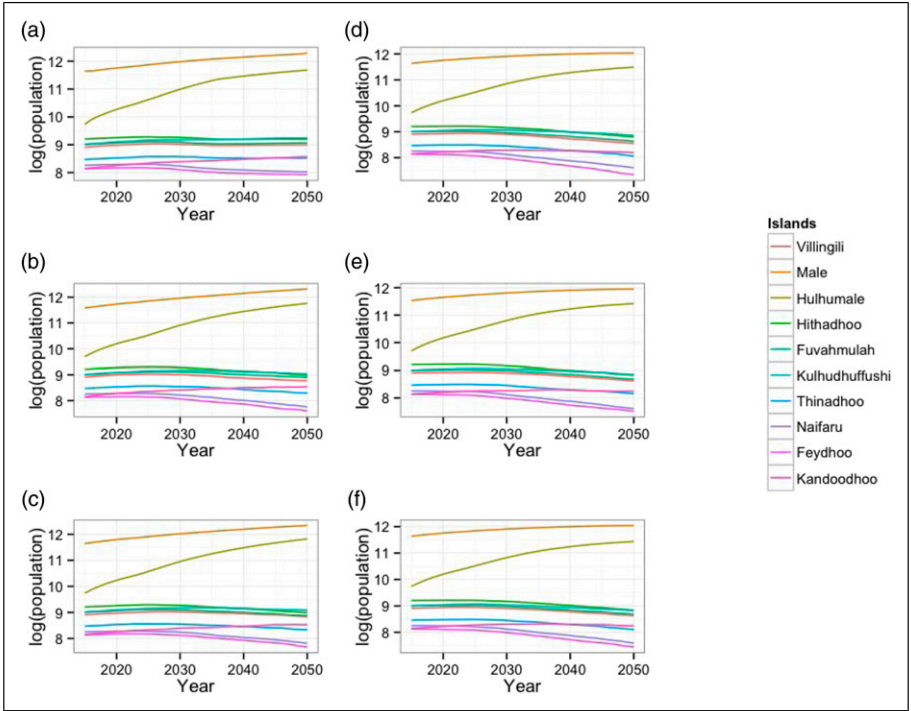 (a)
log(population)
12
11
10
9
8
2020 2030 2040 2050
Year
(d)
log(population)
12
11
10
9
8
2020 2030 2040 2050
Year
(b)
log(population)
12
11
10
9
8
2020 2030 2040 2050
Year
(e)
log(population)
12
11
10
9
8
2020 2030 2040 2050
Year
(c)
log(population)
12
11
10
9
8
2020 2030 2040 2050
Year
(f)
log(population)
12
11
10
9
8
2020 2030 2040 2050
Year
Islands
Villingili
Male
Hulhumale
Hithadhoo
Fuvahmulah
Kulhudhuffushi
Thinadhoo
Naifaru
Feydhoo
Kandoodhoo